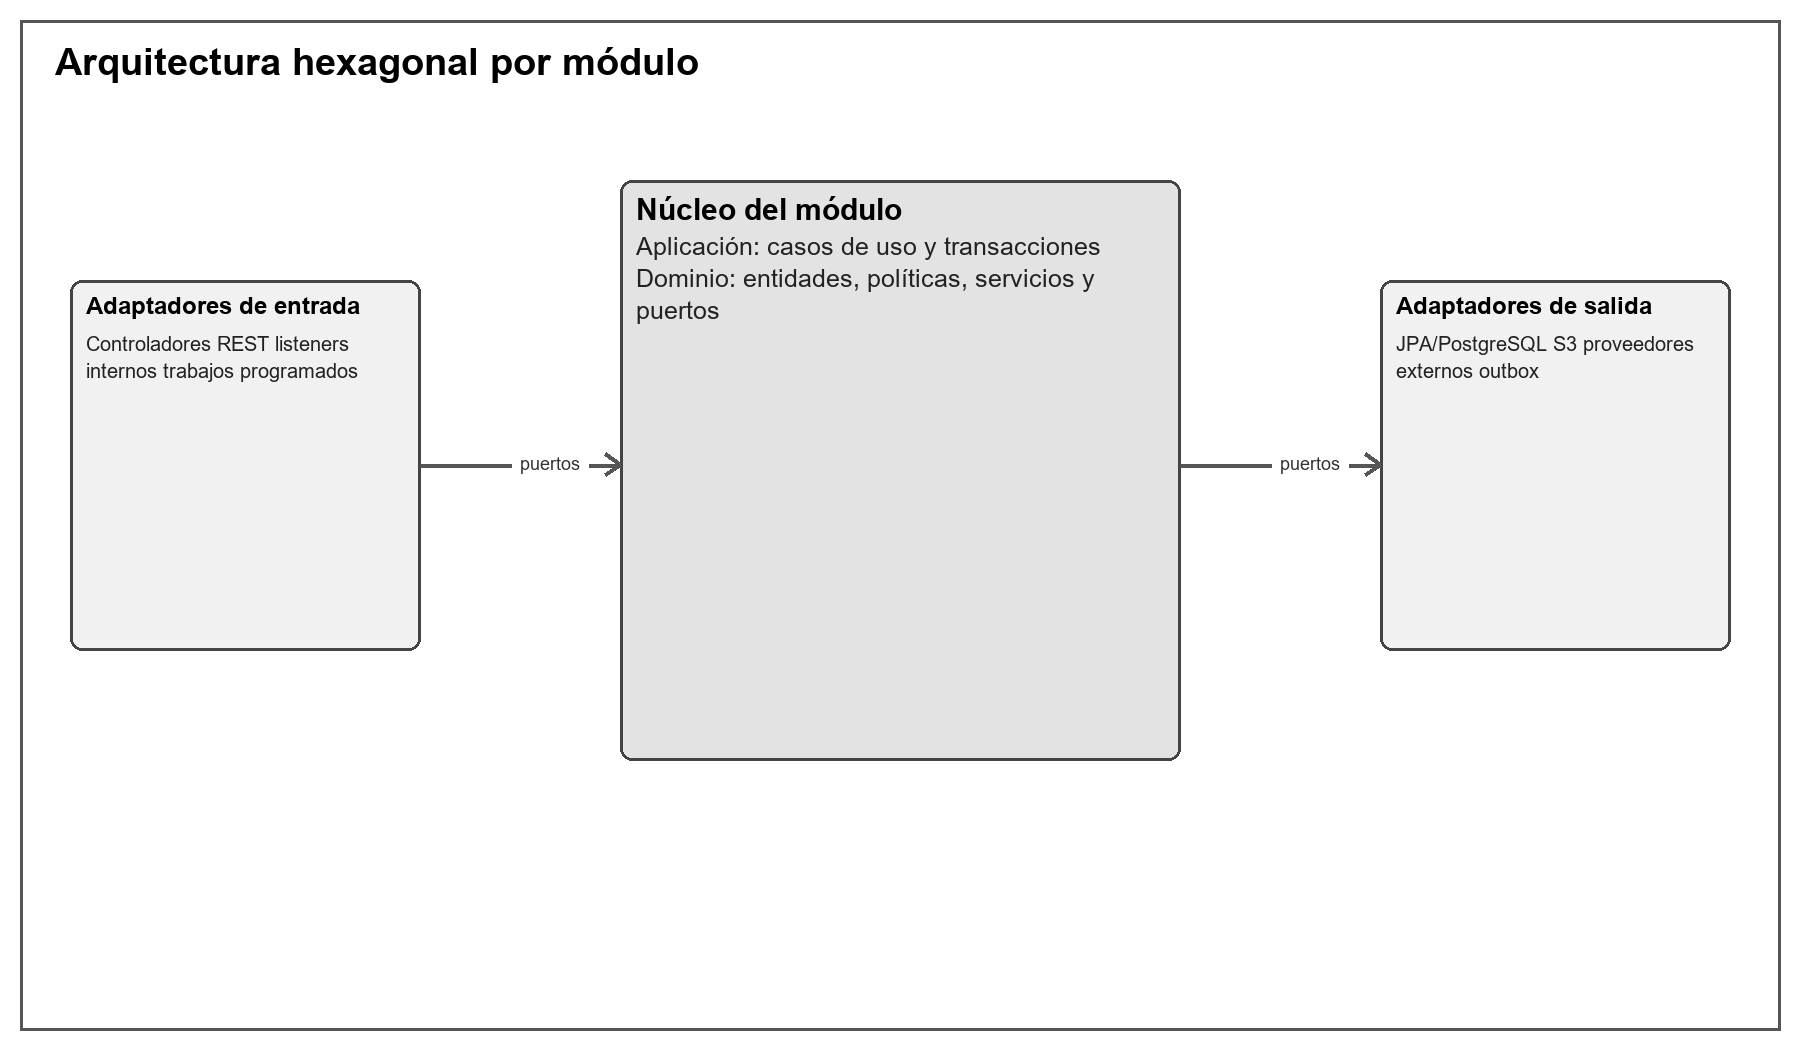 Arquitectura hexagonal por módulo
Adaptadores de entrada
Controladores REST listeners
internos trabajos programados
puertos
Núcleo del módulo
Aplicación: casos de uso y transacciones
Dominio: entidades, políticas, servicios y
puertos
puertos
Adaptadores de salida
JPA/PostgreSQL S3 proveedores
externos outbox